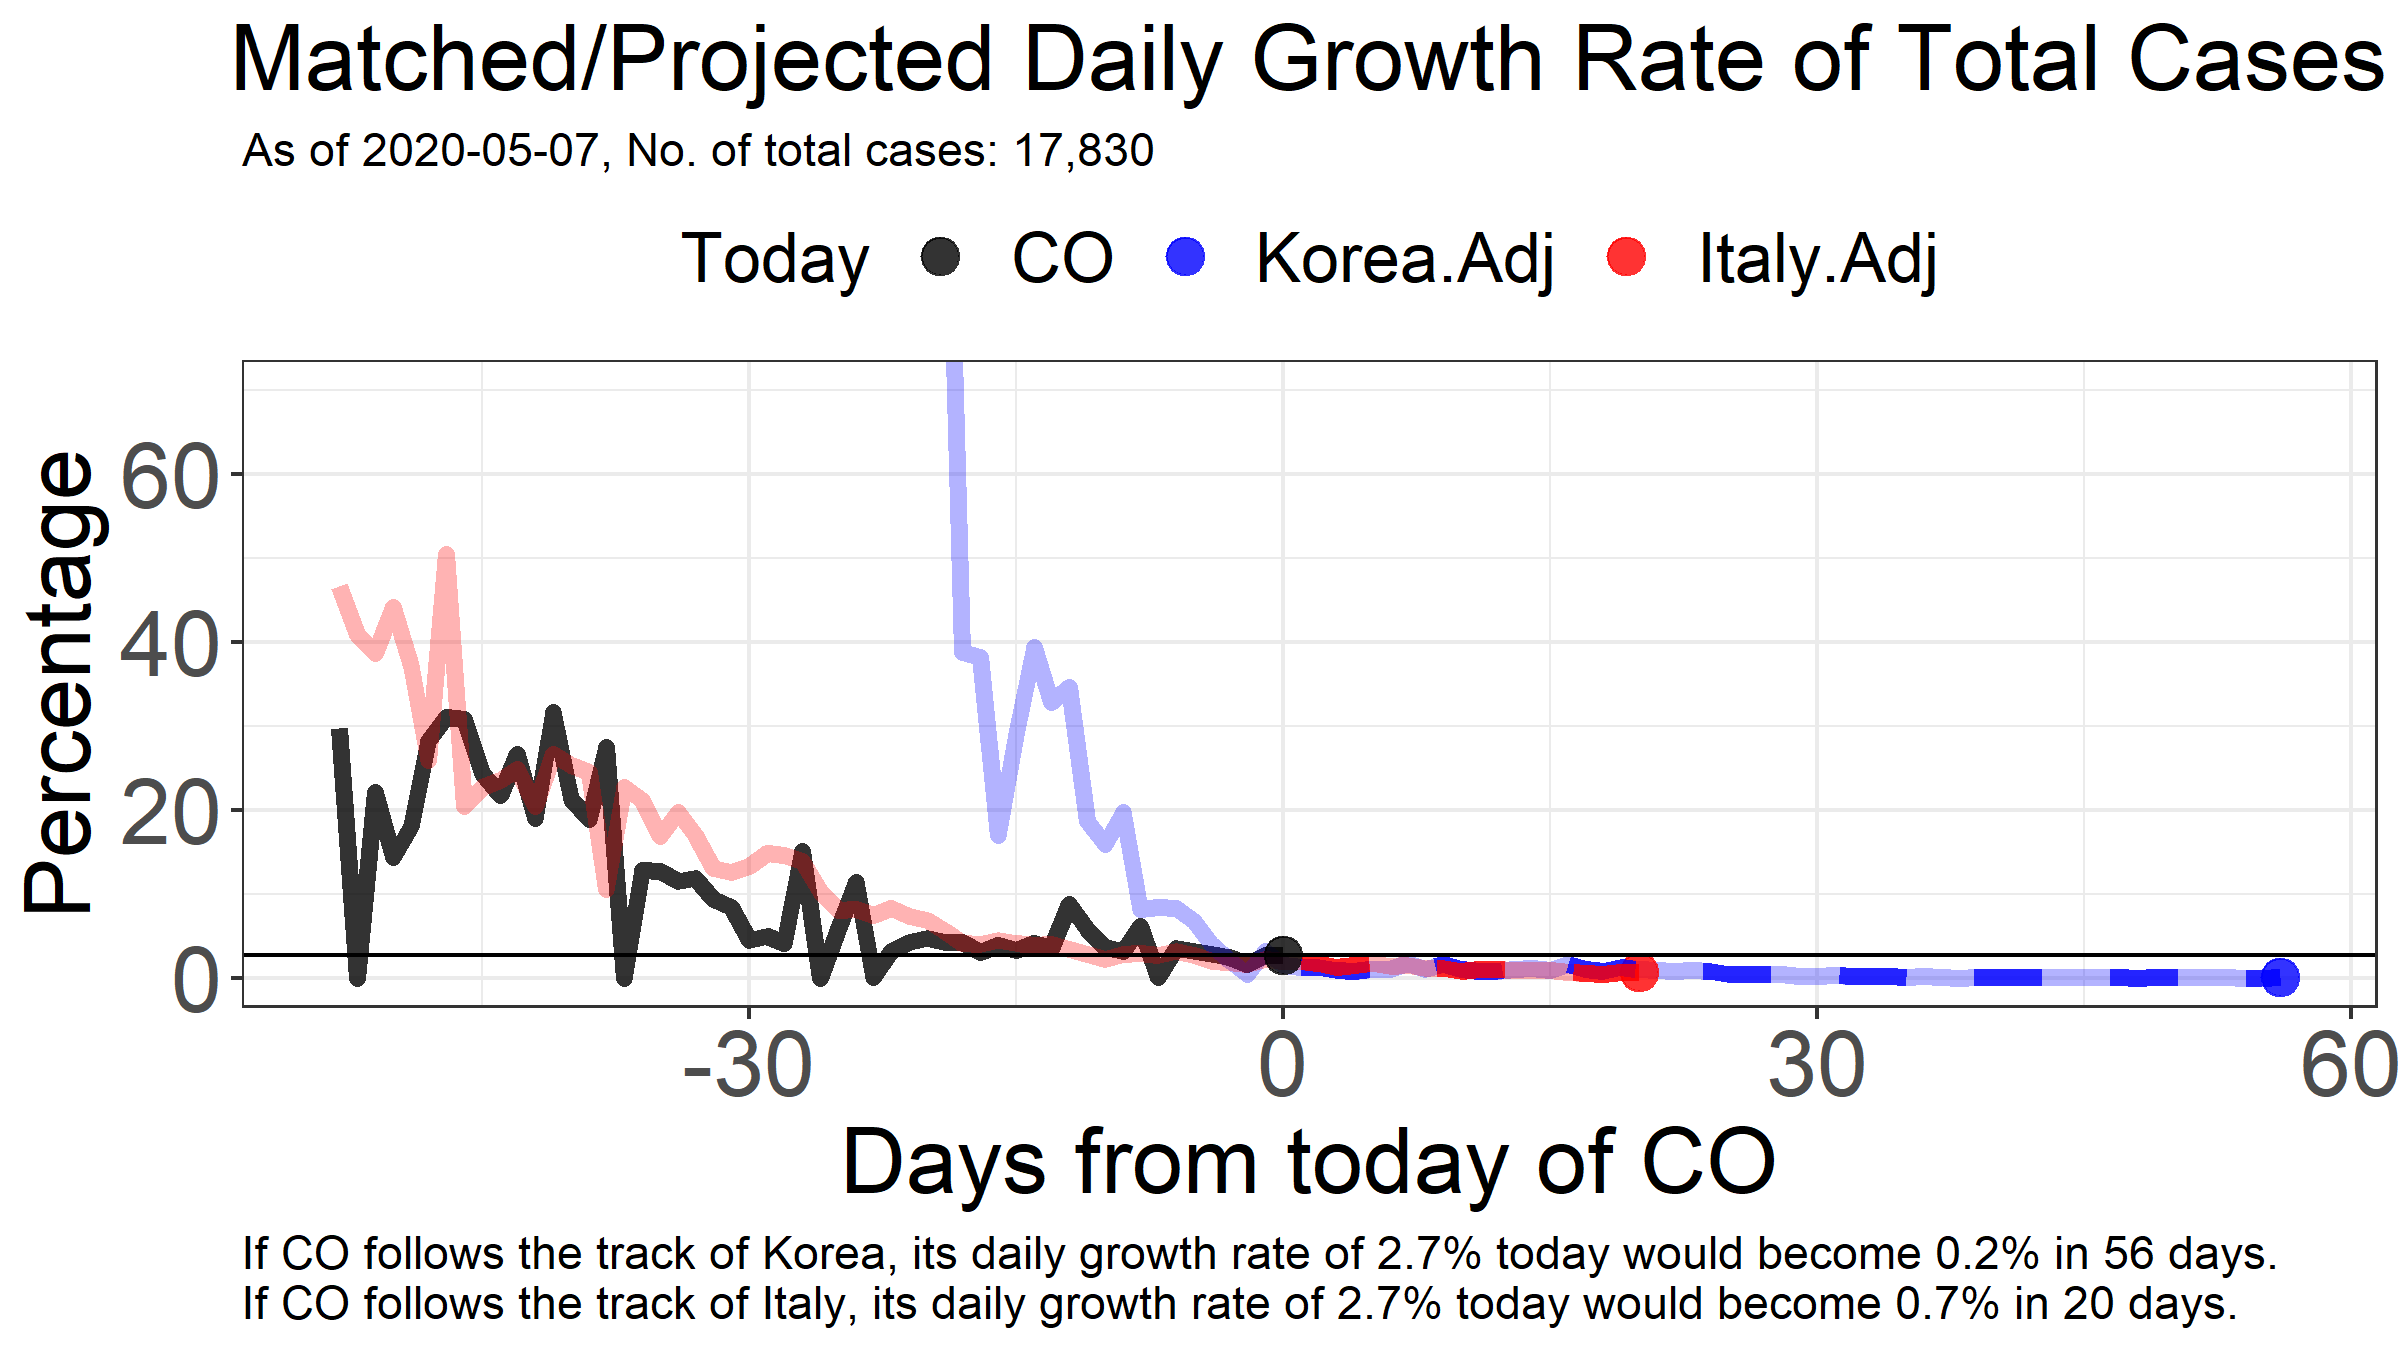 Matched/Projected Daily Growth Rate of Total Cases
As of 2020-05-07, No. of total cases: 17,830
Today CO Korea.Adj Italy.Adj
Percentage
60
40
20
0
-30 0 30 60
Days from today of CO
If CO follows the track of Korea, its daily growth rate of 2.7% today would become 0.2% in 56 days.
If CO follows the track of Italy, its daily growth rate of 2.7% today would become 0.7% in 20 days.